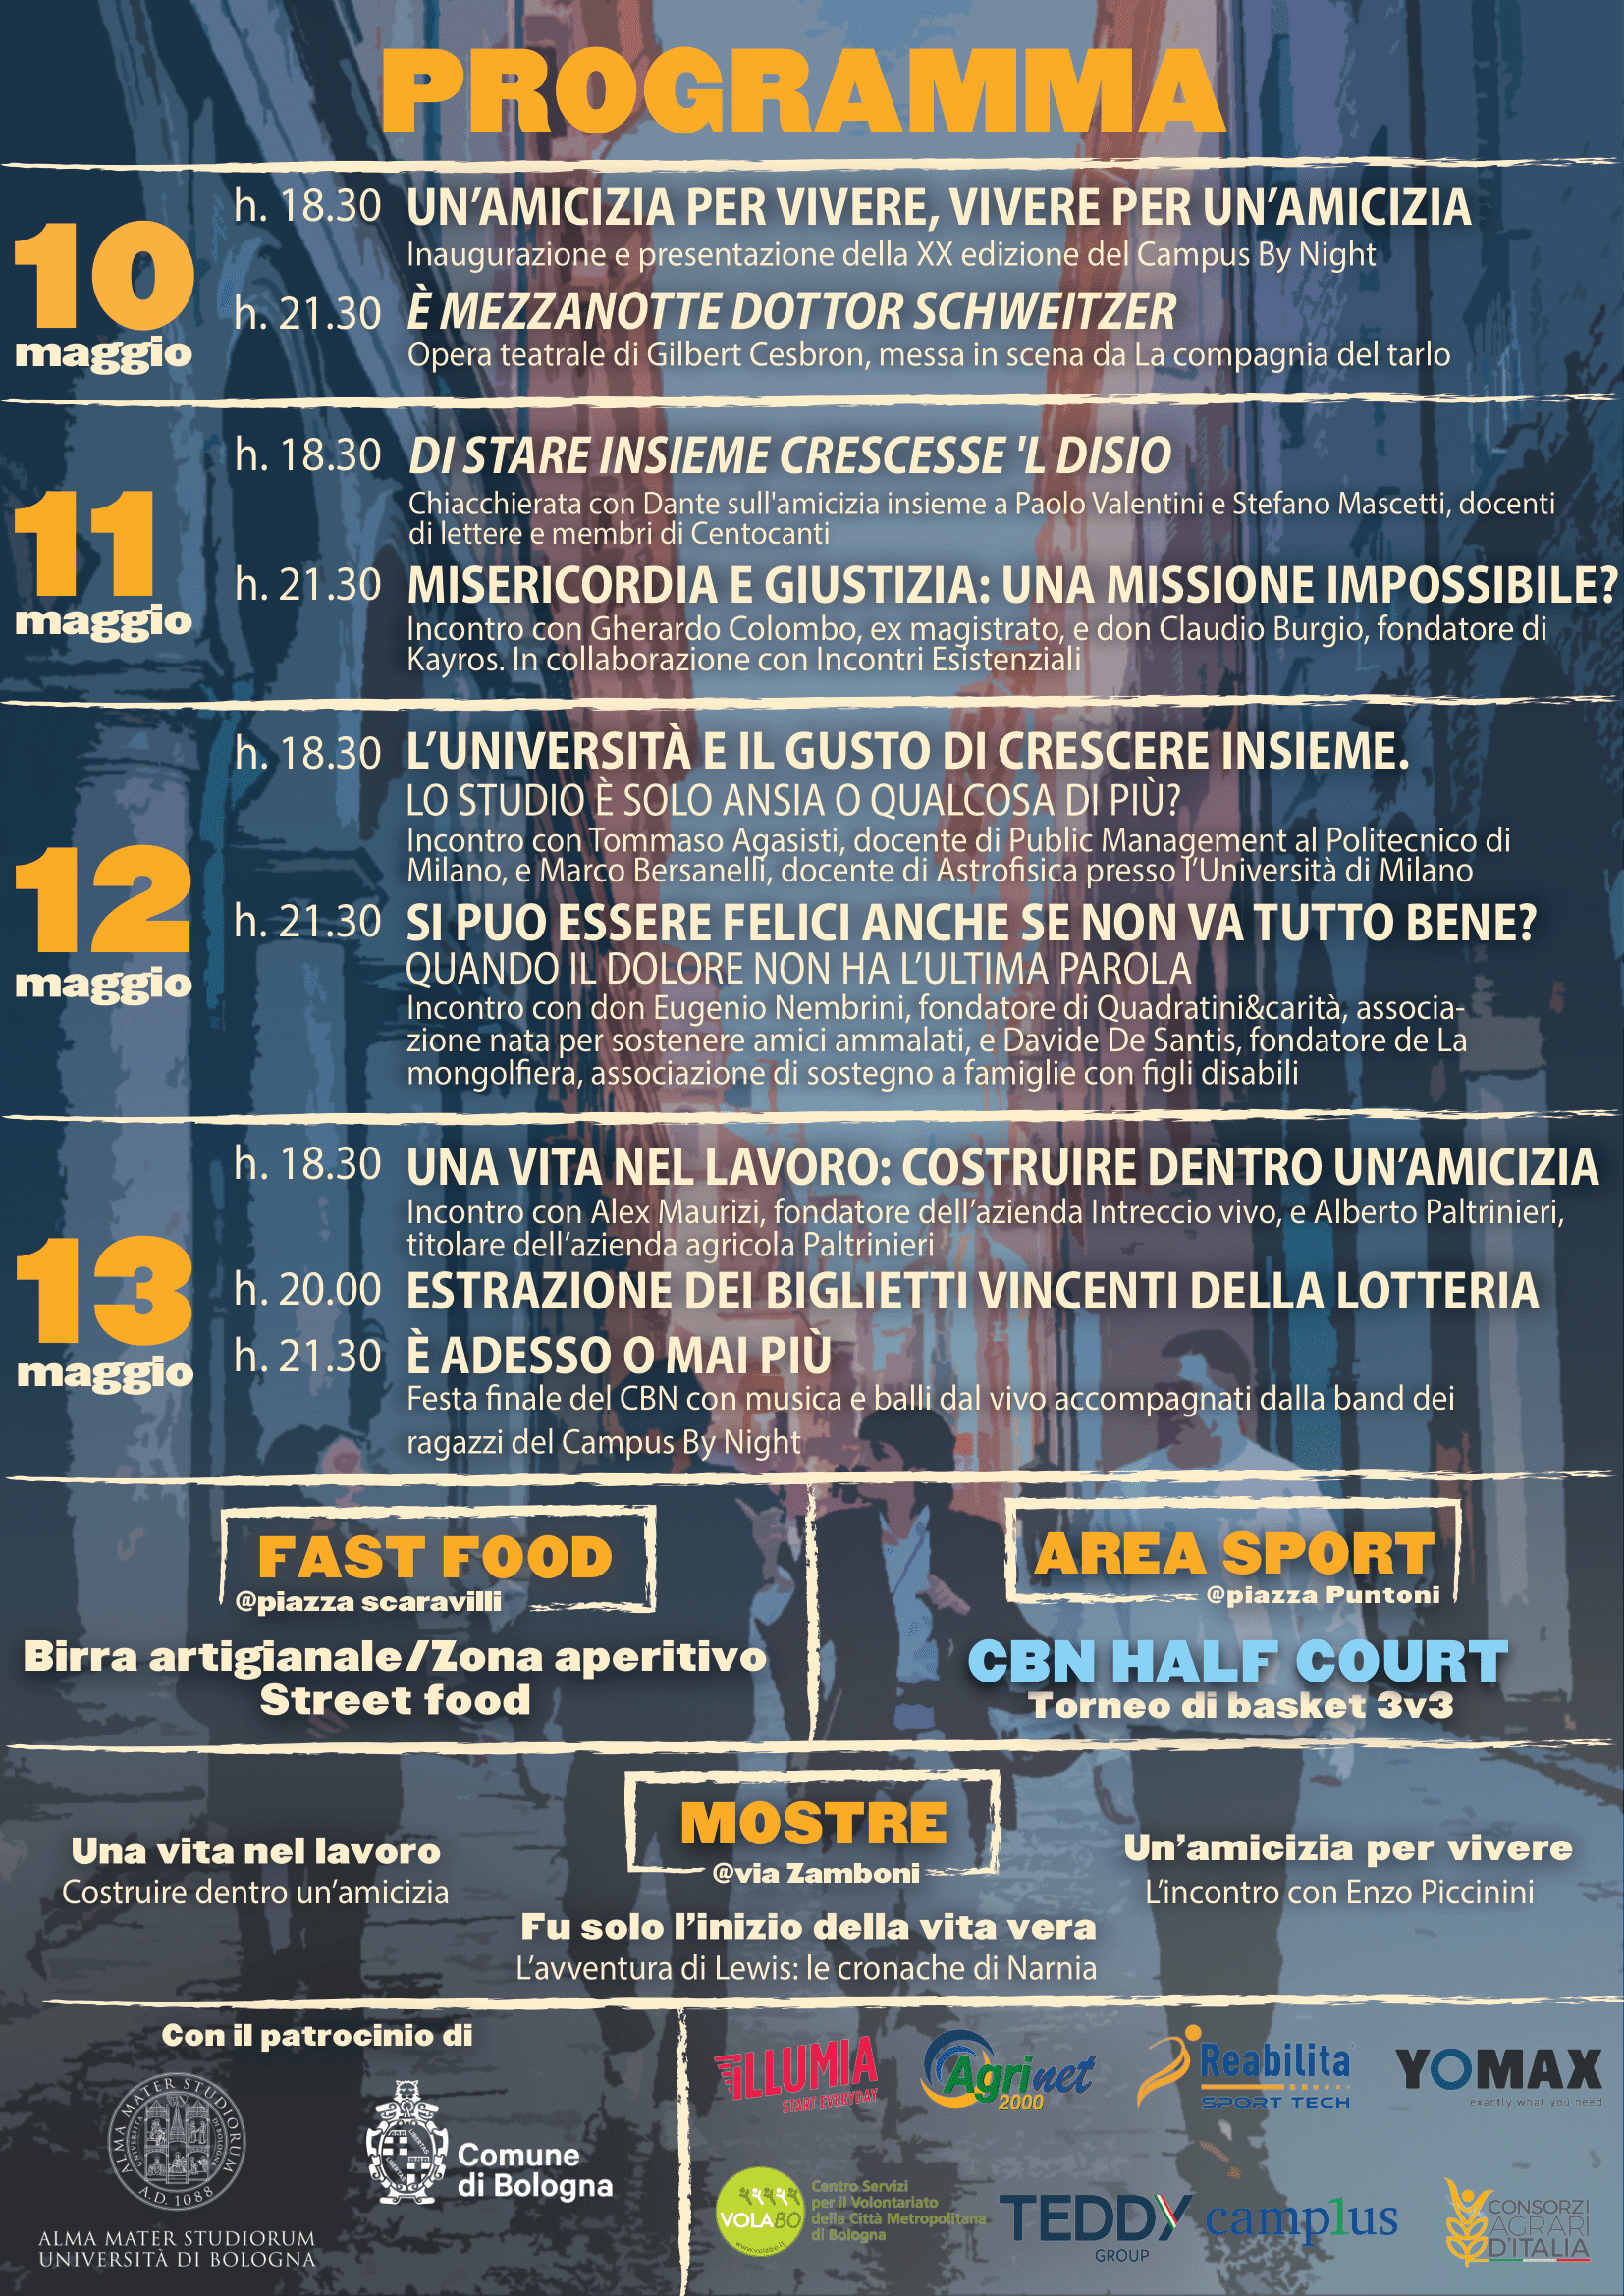 PROGRAMMA
10
maggio
h. 18.30 UN’AMICIZIA PER VIVERE, VIVERE PER UN’AMICIZIA
Inaugurazione e presentazione della XX edizione del Campus By Night
h. 21.30 È MEZZANOTTE DOTTOR SCHWEITZER
Opera teatrale di Gilbert Cesbron, messa in scena da La compagnia del tarlo
11
maggio
h. 18.30 DI STARE INSIEME CRESCESSE 'L DISIO
Chiacchierata con Dante sull'amicizia insieme a Paolo Valentini e Stefano Mascetti, docenti
di lettere e membri di Centocanti
h. 21.30 MISERICORDIA E GIUSTIZIA: UNA MISSIONE IMPOSSIBILE?
Incontro con Gherardo Colombo, ex magistrato, e don Claudio Burgio, fondatore di
Kayros. In collaborazione con Incontri Esistenziali
12
maggio
h. 18.30 L’UNIVERSITÀ E IL GUSTO DI CRESCERE INSIEME.
LO STUDIO È SOLO ANSIA O QUALCOSA DI PIÙ?
Incontro con Tommaso Agasisti, docente di Public Management al Politecnico di
Milano, e Marco Bersanelli, docente di Astrofisica presso l’Università di Milano
h. 21.30 SI PUO ESSERE FELICI ANCHE SE NON VA TUTTO BENE?
QUANDO IL DOLORE NON HA L’ULTIMA PAROLA
Incontro con don Eugenio Nembrini, fondatore di Quadratini&carità, associa-
zione nata per sostenere amici ammalati, e Davide De Santis, fondatore de La
mongolfiera, associazione di sostegno a famiglie con figli disabili
13
maggio
h. 18.30 UNA VITA NEL LAVORO: COSTRUIRE DENTRO UN’AMICIZIA
Incontro con Alex Maurizi, fondatore dell’azienda Intreccio vivo, e Alberto Paltrinieri,
titolare dell’azienda agricola Paltrinieri
h. 20.00 ESTRAZIONE DEI BIGLIETTI VINCENTI DELLA LOTTERIA
h. 21.30 È ADESSO O MAI PIÙ
Festa finale del CBN con musica e balli dal vivo accompagnati dalla band dei
ragazzi del Campus By Night
FAST FOOD
@piazza scaravilli
Birra artigianale/Zona aperitivo
Street food
AREA SPORT
@piazza Puntoni
CBN HALF COURT
Torneo di basket 3v3
MOSTRE
@via Zamboni
Una vita nel lavoro
Costruire dentro un’amicizia
Fu solo l’inizio della vita vera
L’avventura di Lewis: le cronache di Narnia
Un’amicizia per vivere
L’incontro con Enzo Piccinini
Con il patrocinio di
ALMA MATER STUDIORUM
A.D. 1088
ALMA MATER STUDIORUM
UNIVERSITÀ DI BOLOGNA
LIBERTAS
LIBERTAS
Comune
di Bologna
iLLUMIA
START EVERYDAY
Agrinet
2000
Reabilita
SPORT TECH
YOMAX
exactly what you need
VOLABO
www.volabo.it
Centro Servizi
per il Volontariato
della Città Metropolitana
di Bologna
TEDDY
GROUP
camplus
CONSORZI
AGRARI
D’ITALIA